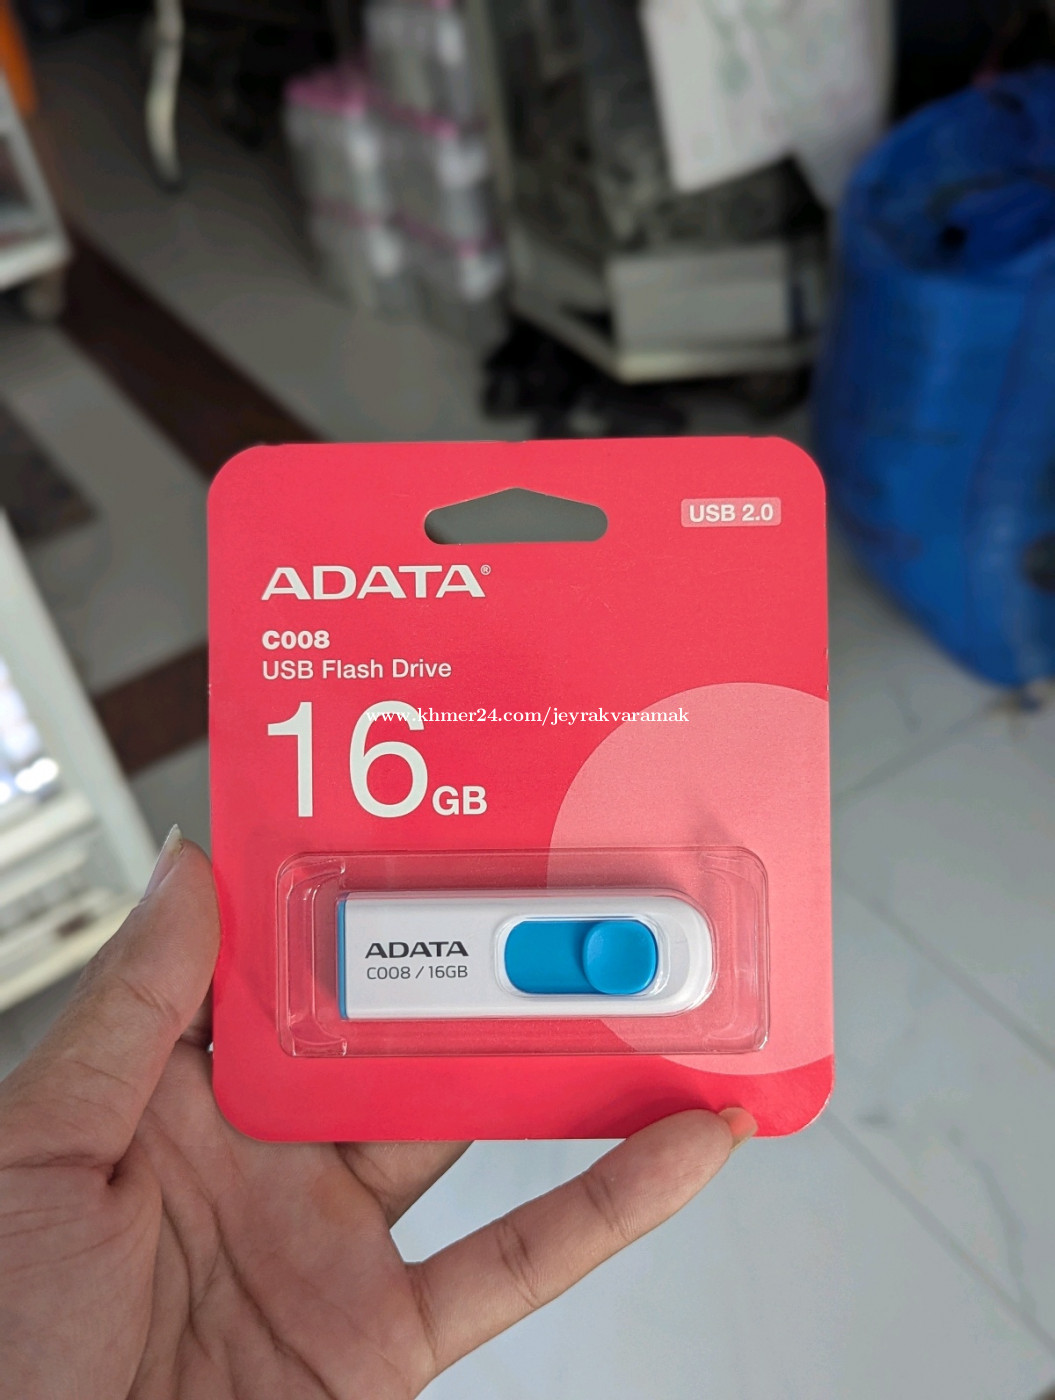 USB 2.0
ADATA®
C008
USB Flash Drive
www.khmer24.com/jeyrakvaramak
16GB
ADATA
C008 / 16GB